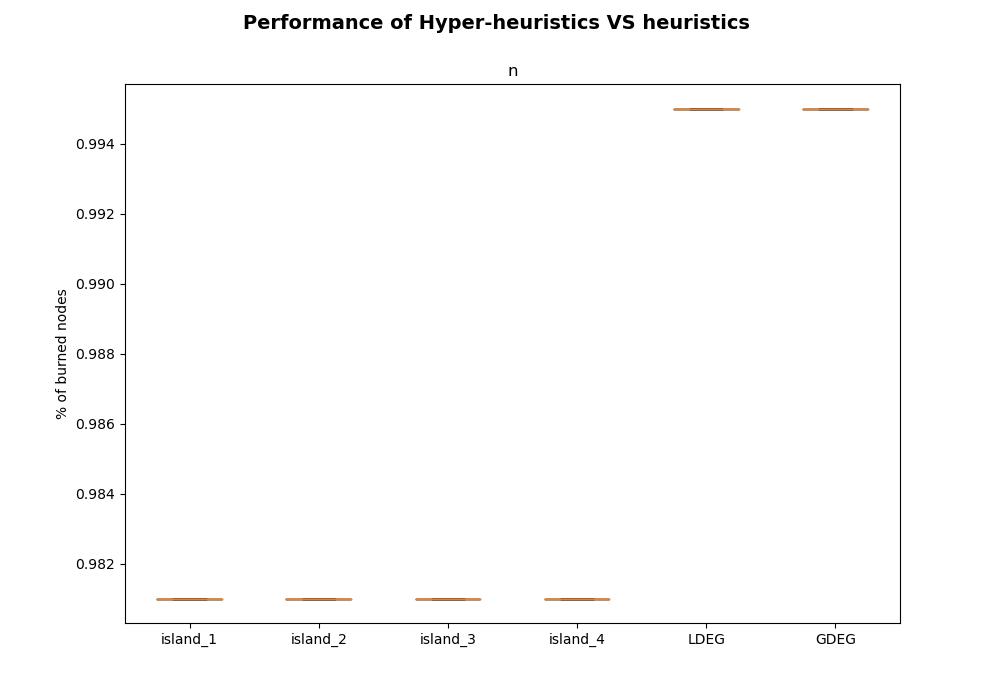 Performance of Hyper-heuristics VS heuristics
n
% of burned nodes
0.994
0.992
0.990
0.988
0.986
0.984
0.982
island_1 island_2 island_3 island_4 LDEG GDEG